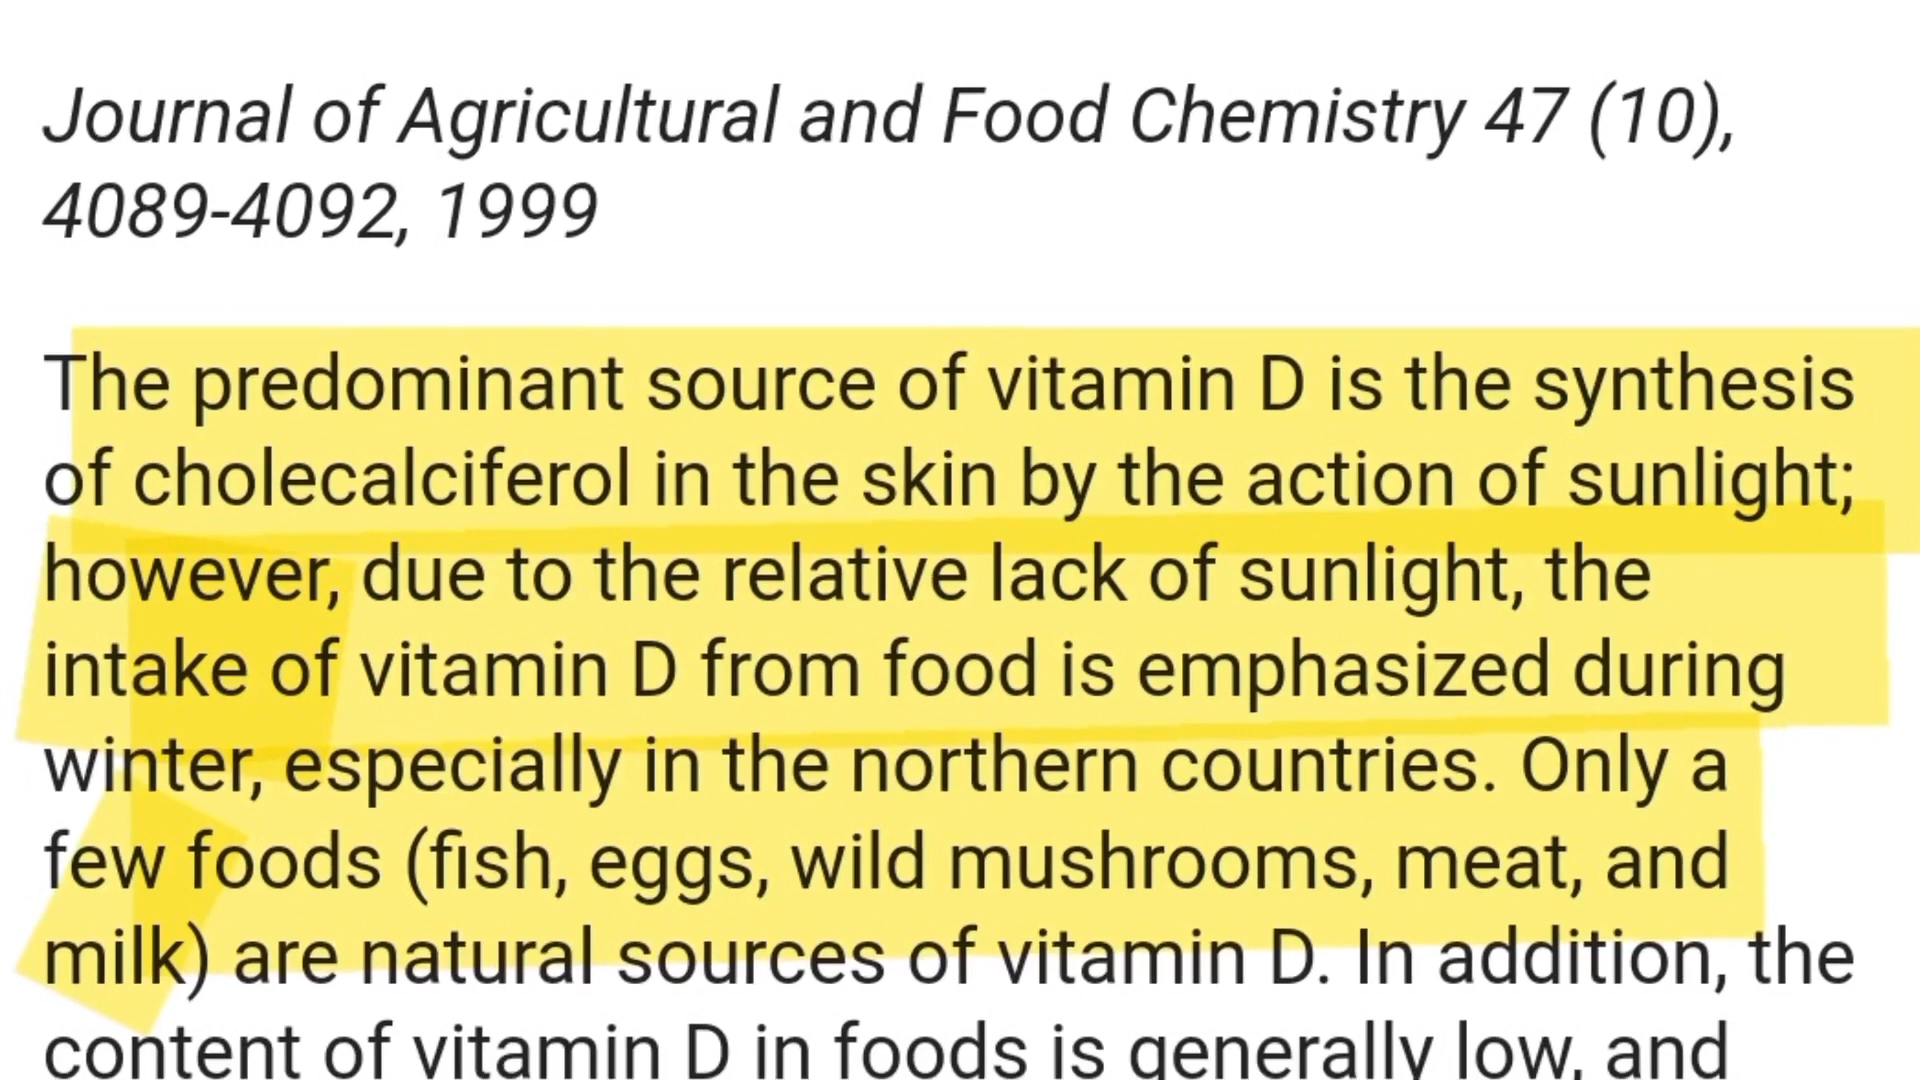 Journal of Agricultural and Food Chemistry 47 (10),
4089-4092, 1999
The predominant source of vitamin D is the synthesis
of cholecalciferol in the skin by the action of sunlight;
however, due to the relative lack of sunlight, the
intake of vitamin D from food is emphasized during
winter, especially in the northern countries. Only a
few foods (fish, eggs, wild mushrooms, meat, and
milk) are natural sources of vitamin D. In addition, the
content of vitamin D in foods is generally low, and